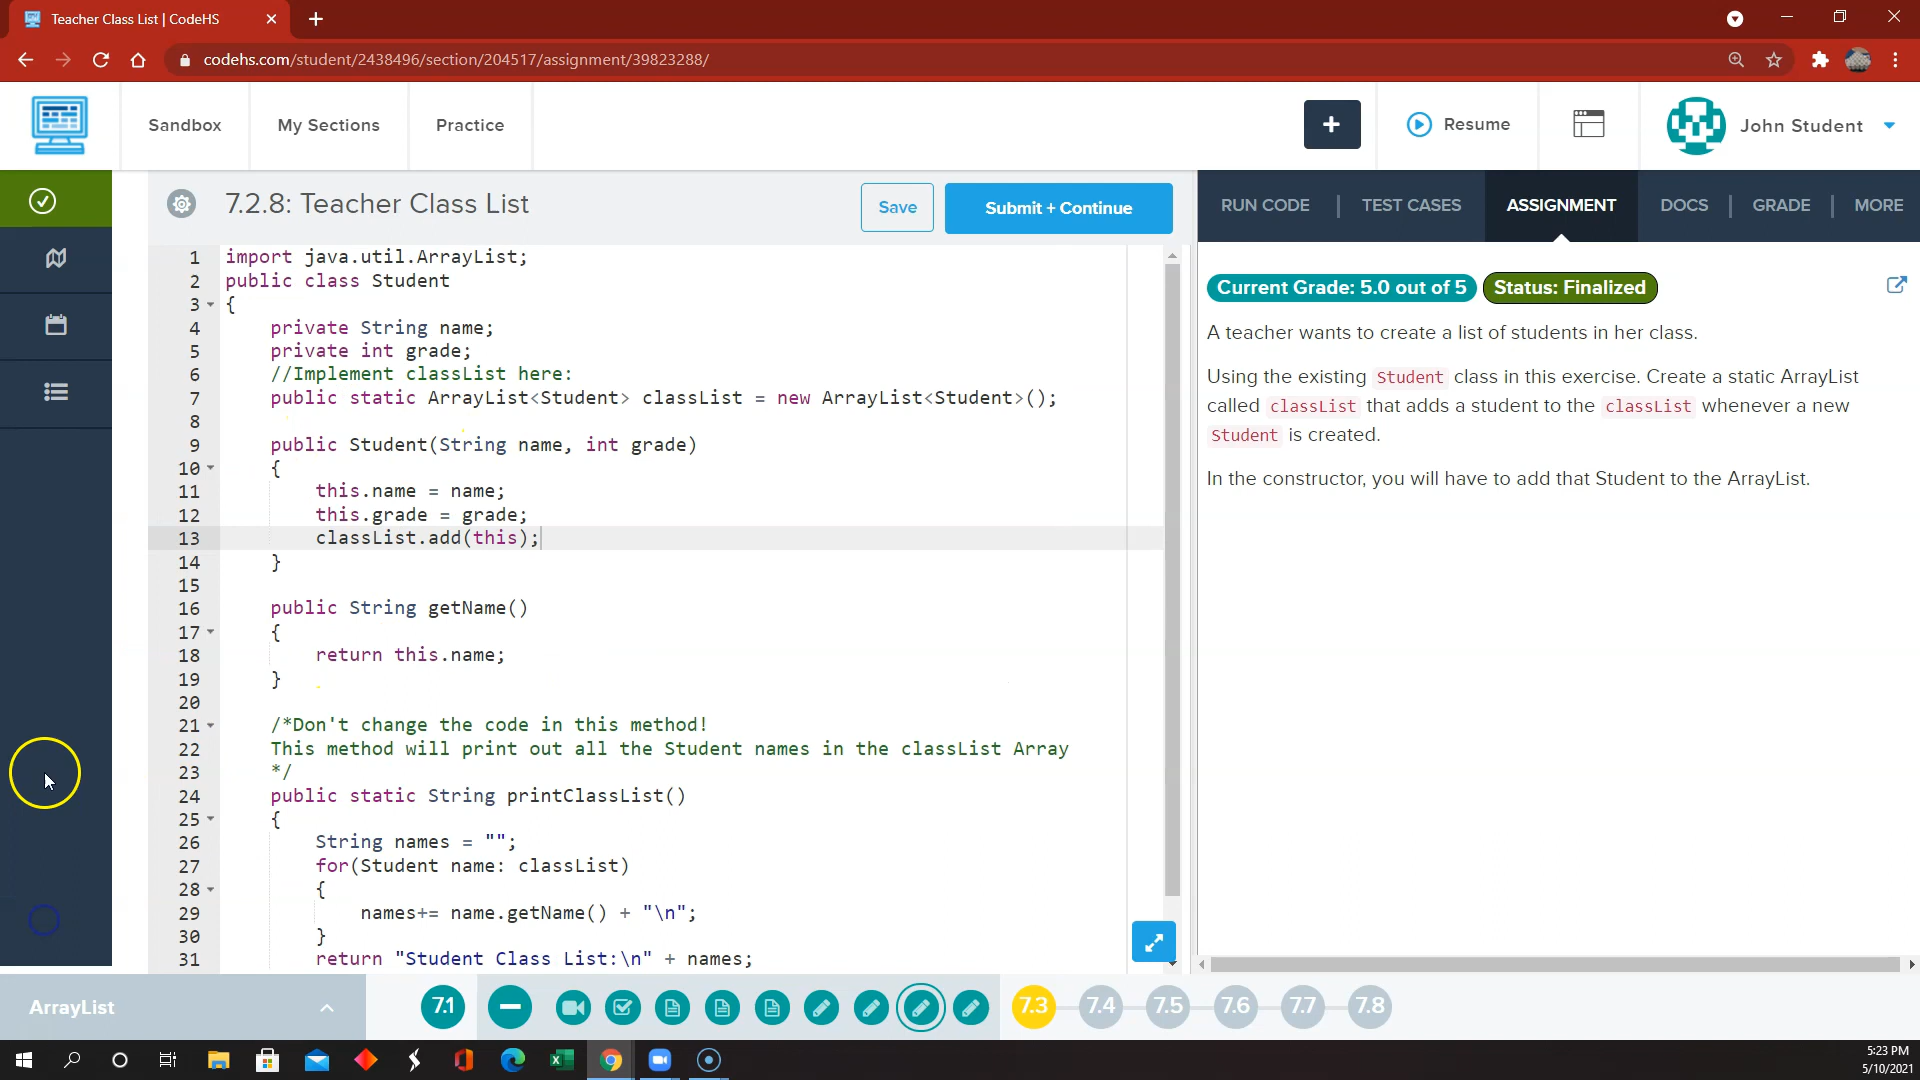 Teacher Class List | CodeHS
codehs.com/student/2438496/section/204517/assignment/39823288/
Sandbox
My Sections
Practice
+
Resume
John Student
7.2.8: Teacher Class List
Save
Submit + Continue
RUN CODE
TEST CASES
ASSIGNMENT
DOCS
GRADE
MORE
1 import java.util.ArrayList;
2 public class Student
3 {
4 private String name;
5 private int grade;
6 //Implement classList here:
7 public static ArrayList<Student> classList = new ArrayList<Student>();
8
9 public Student(String name, int grade)
10 {
11 this.name = name;
12 this.grade = grade;
13 classList.add(this);
14 }
15
16 public String getName()
17 {
18 return this.name;
19 }
20
21 /*Don't change the code in this method!
22 This method will print out all the Student names in the classList Array
23 */
24 public static String printClassList()
25 {
26 String names = "";
27 for(Student name: classList)
28 {
29 names+= name.getName() + "\n";
30 }
31 return "Student Class List:\n" + names;
Current Grade: 5.0 out of 5
Status: Finalized
A teacher wants to create a list of students in her class.
Using the existing Student class in this exercise. Create a static ArrayList
called classList that adds a student to the classList whenever a new
Student is created.
In the constructor, you will have to add that Student to the ArrayList.
ArrayList
7.1
7.3
7.4
7.5
7.6
7.7
7.8
5:23 PM
5/10/2021